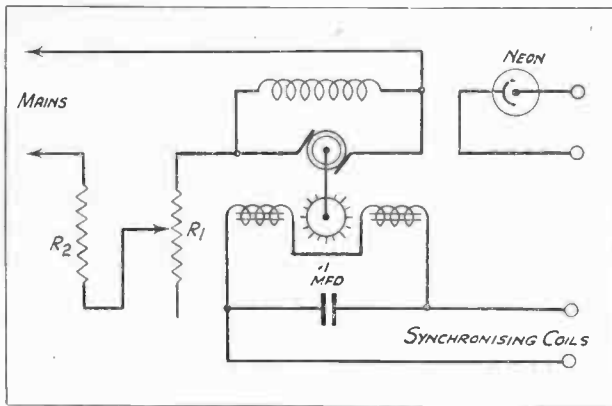 NEON
MAINS
R2
R1
.1
MFD
SYNCHRONISING COILS